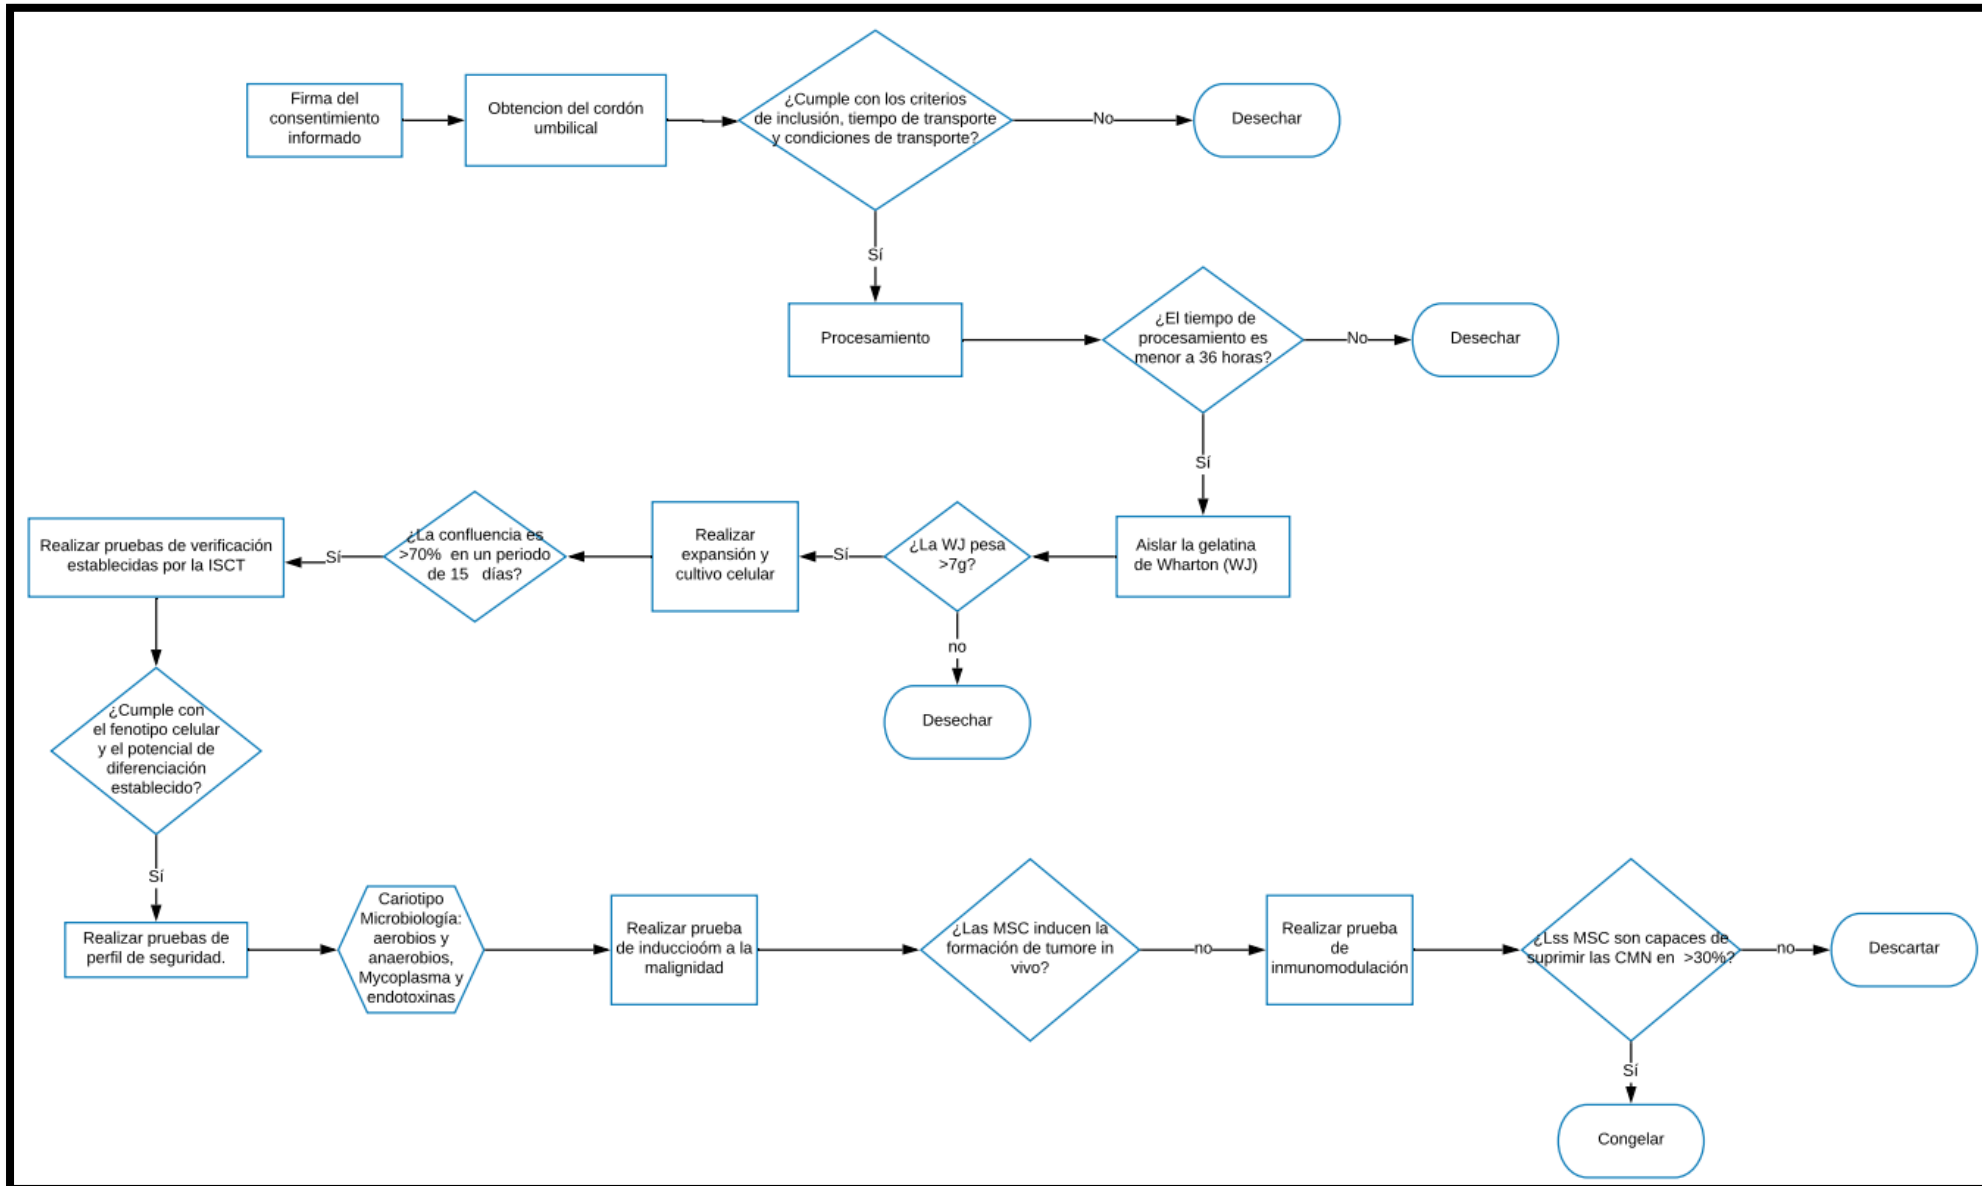 Firma del
consentimiento
informado
Obtencion del cordón
umbilical
¿Cumple con los criterios
de inclusión, tiempo de transporte
y condiciones de transporte?
No
Desechar
Sí
Procesamiento
¿El tiempo de
procesamiento es
menor a 36 horas?
No
Desechar
Sí
Aislar la gelatina
de Wharton (WJ)
¿La WJ pesa
>7g?
no
Desechar
Sí
Realizar
expansión y
cultivo celular
¿La confluencia es
>70% en un periodo
de 15 días?
Sí
Realizar pruebas de verificación
establecidas por la ISCT
¿Cumple con
el fenotipo celular
y el potencial de
diferenciación
establecido?
Sí
Realizar pruebas de
perfil de seguridad.
Cariotipo
Microbiología:
aerobios y
anaerobios,
Mycoplasma y
endotoxinas
Realizar prueba
de induccioóm a la
malignidad
¿Las MSC inducen la
formación de tumore in
vivo?
no
Realizar prueba
de
inmunomodulación
¿Lss MSC son capaces de
suprimir las CMN en >30%?
no
Descartar
Sí
Congelar